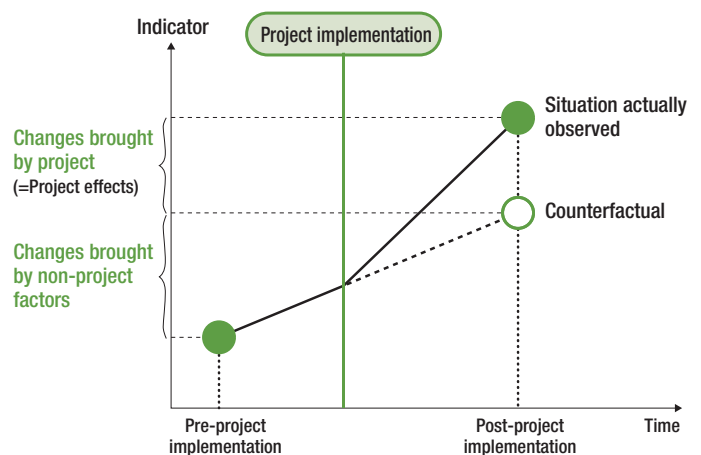 Indicator
Project implementation
Situation actually
observed
Changes brought
by project
(=Project effects)
Counterfactual
Changes brought
by non-project
factors
Pre-project
implementation
Post-project
implementation
Time